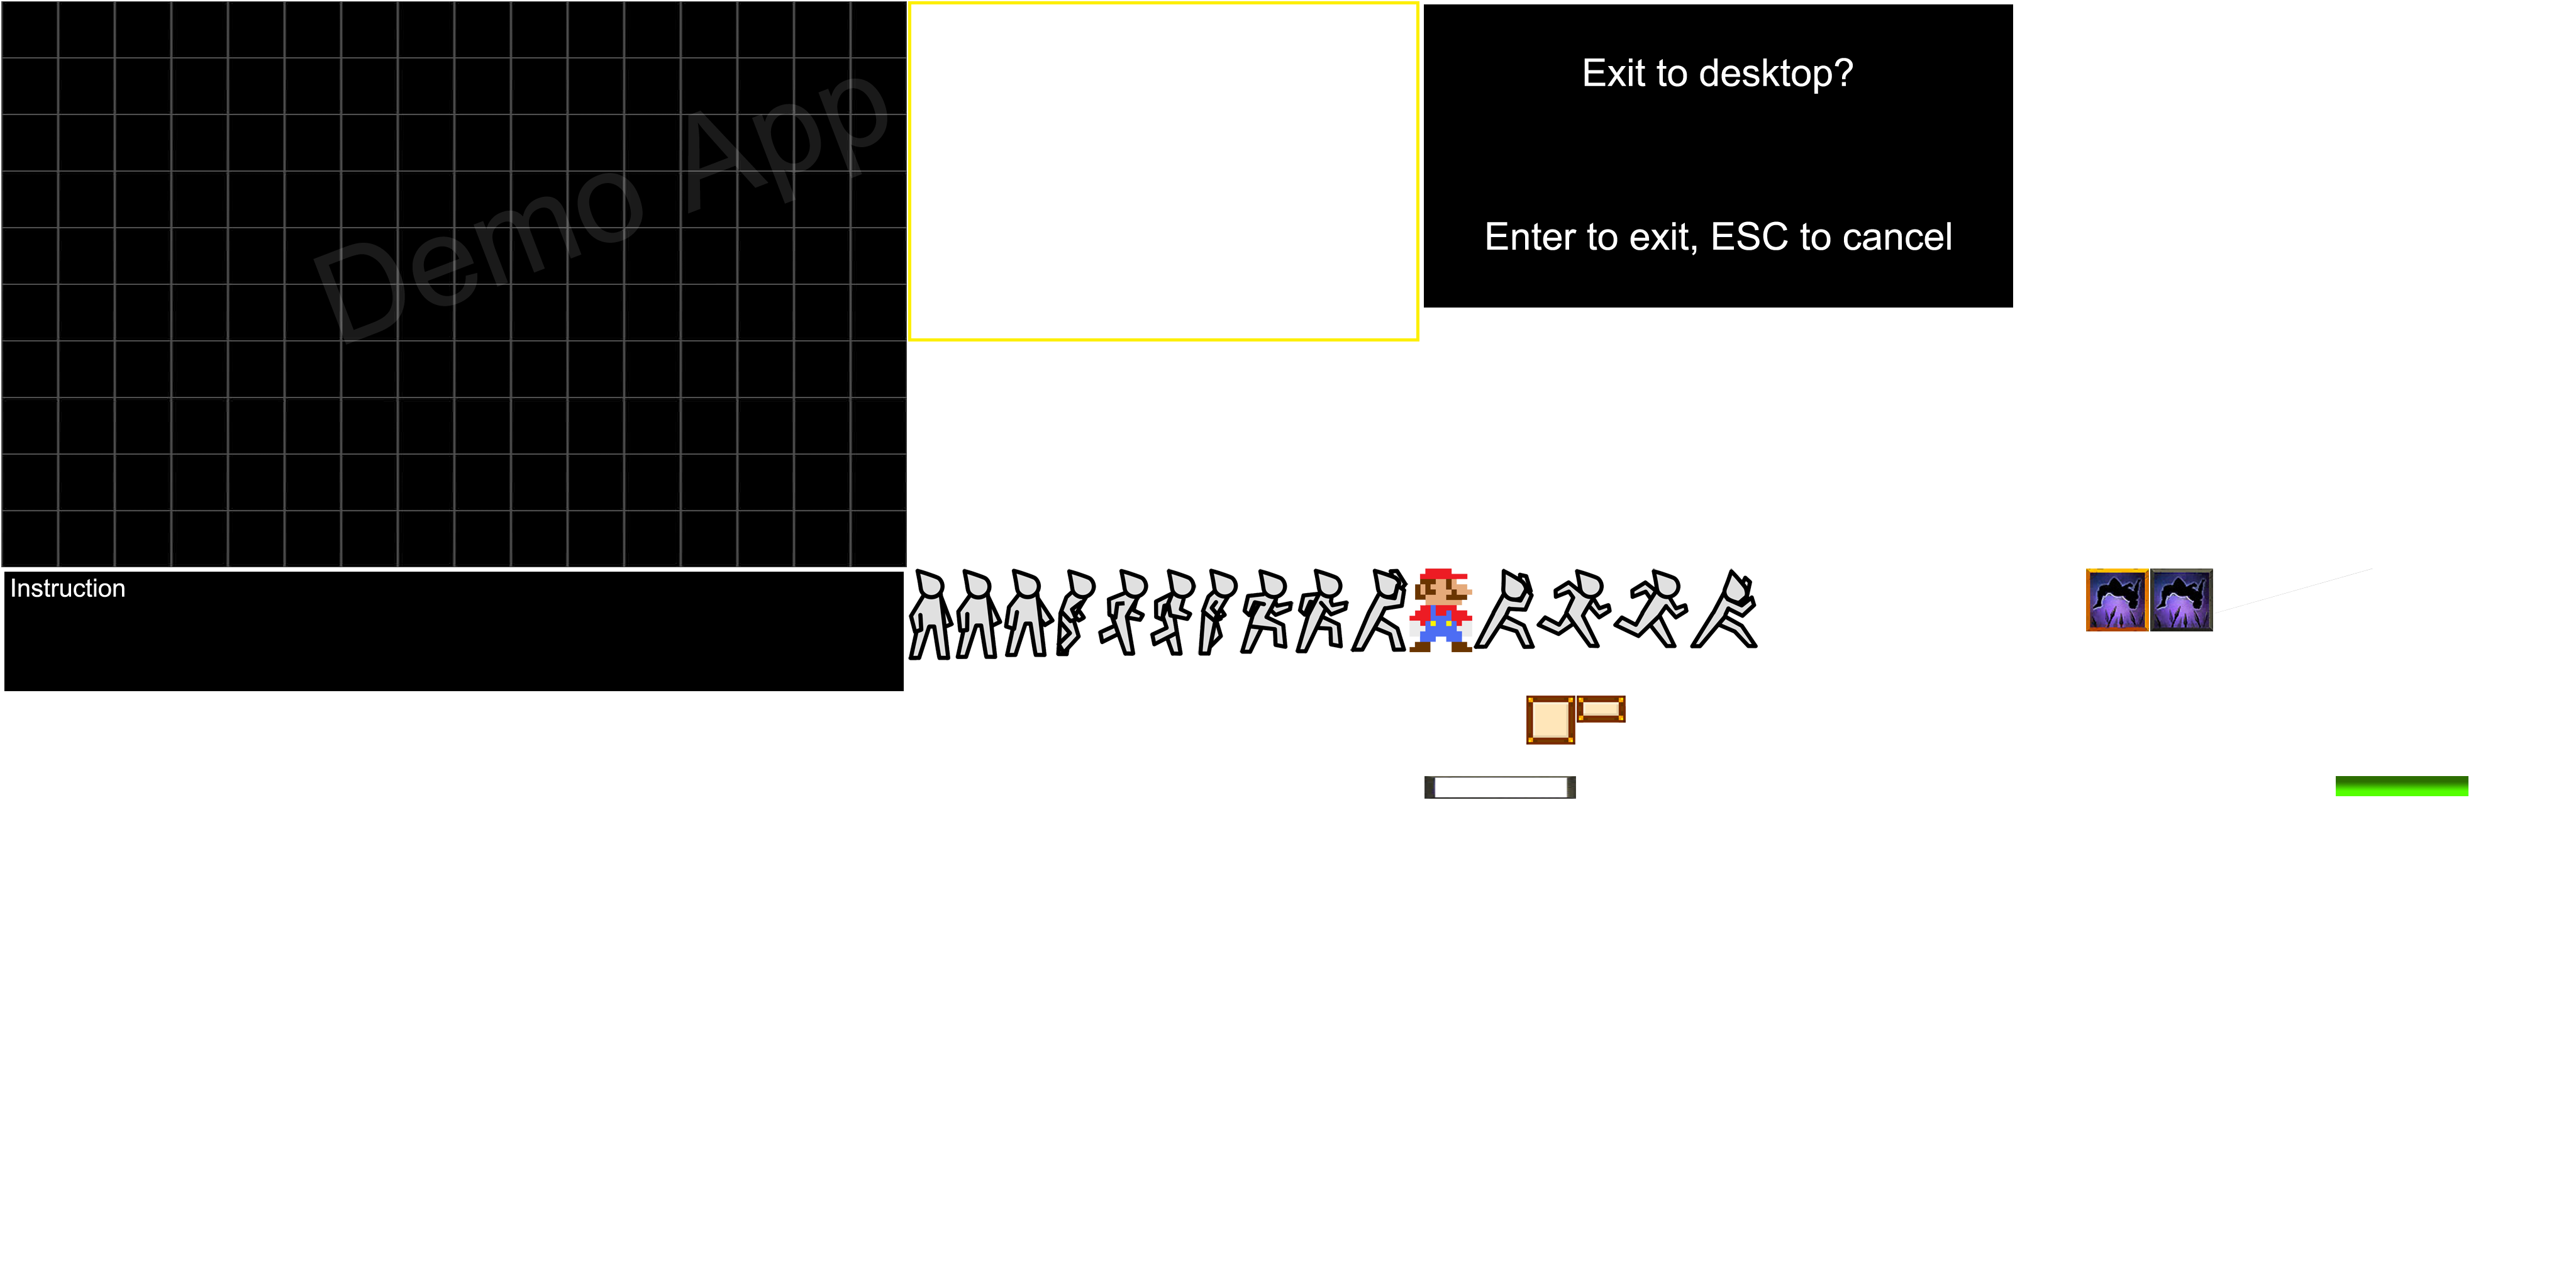 Demo App
Exit to desktop?
Enter to exit, ESC to cancel
Instruction